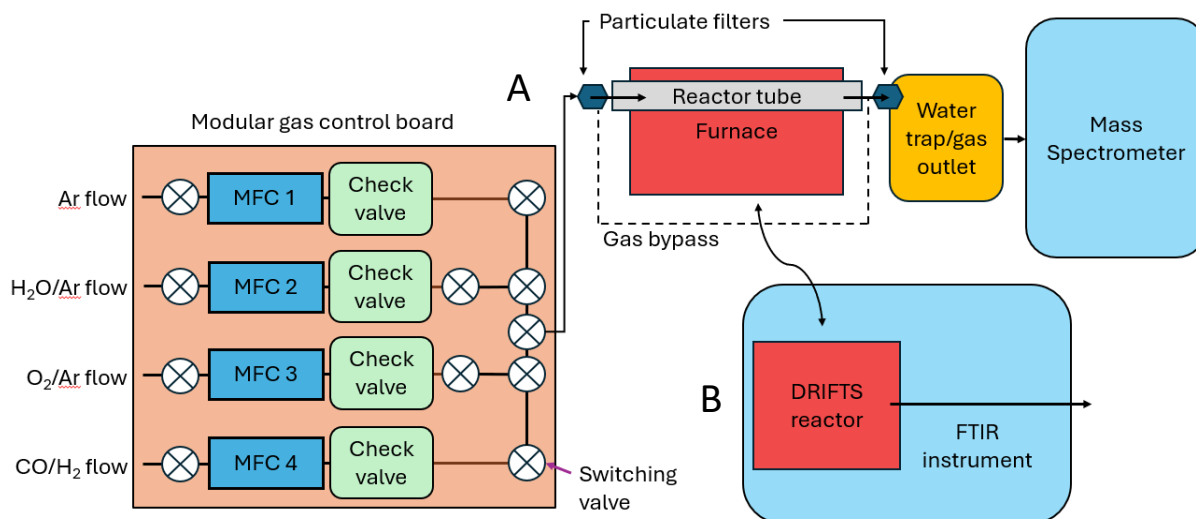 Particulate filters
A
Reactor tube
Furnace
Water
trap/gas
outlet
Mass
Spectrometer
Modular gas control board
Gas bypass
Ar flow
MFC 1
Check
valve
H₂O/Ar flow
MFC 2
Check
valve
O₂/Ar flow
MFC 3
Check
valve
CO/H₂ flow
MFC 4
Check
valve
Switching
valve
B
DRIFTS
reactor
FTIR
instrument